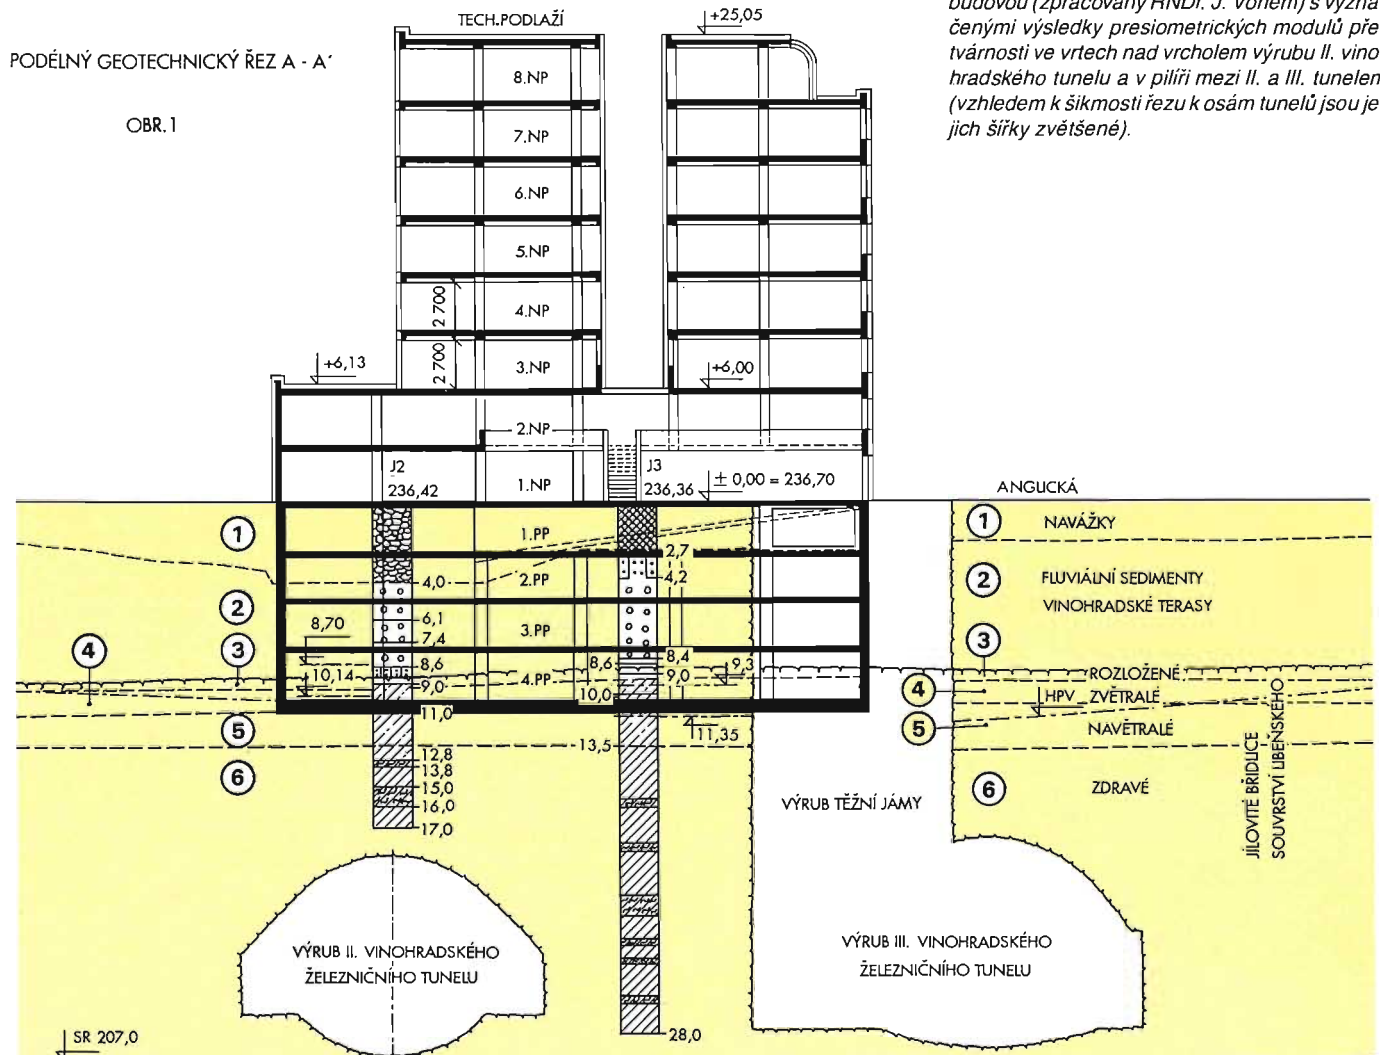 budovou (zpracovaný RNDr. J. Vorlem) s vyzna
čenými výsledky presiometrických modulů pře
tvárnosti ve vrtech nad vrcholem výrubu II. vino
hradského tunelu a v pilíři mezi II. a III. tunelem
(vzhledem k šikmosti řezu k osám tunelů jsou je
jich šířky zvětšené).
PODÉLNÝ GEOTECHNICKÝ ŘEZ A - A´
OBR.1
TECH.PODLAŽÍ
+25,05
8.NP
7.NP
6.NP
5.NP
2 700
4.NP
2 700
3.NP
+6,13
+6,00
2.NP
J2
236,42
1.NP
J3
236,36
± 0,00 = 236,70
ANGLICKÁ
1
1.PP
1
NAVÁŽKY
2,7
4,0
2.PP
4,2
2
FLUVIÁLNÍ SEDIMENTY
VINOHRADSKÉ TERASY
2
8,70
6,1
7,4
3.PP
4
3
8,6
8,6
8,4
9,3
3
ROZLOŽENÉ
10,14
9,0
4.PP
10,0
9,0
4
HPV
ZVĚTRALÉ
11,0
11,35
5
5
NAVĚTRALÉ
13,5
12,8
13,8
15,0
16,0
17,0
6
6
ZDRAVÉ
JÍLOVITÉ BŘIDLICE
SOUVRSTVÍ LIBEŇSKÉHO
VÝRUB TĚŽNÍ JÁMY
VÝRUB II. VINOHRADSKÉHO
ŽELEZNIČNÍHO TUNELU
VÝRUB III. VINOHRADSKÉHO
ŽELEZNIČNÍHO TUNELU
28,0
SR 207,0